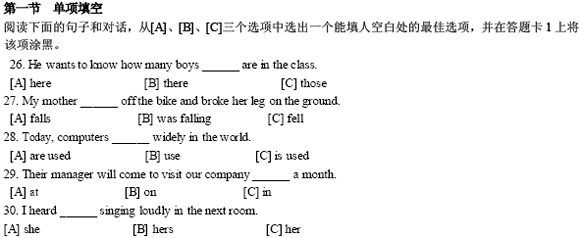 第一节 单项填空
阅读下面的句子和对话，从[A]、[B]、[C]三个选项中选出一个能填入空白处的最佳选项，并在答题卡 1 上将
该项涂黑。
26. He wants to know how many boys ______ are in the class.
[A] here [B] there [C] those
27. My mother ______ off the bike and broke her leg on the ground.
[A] falls [B] was falling [C] fell
28. Today, computers ______ widely in the world.
[A] are used [B] use [C] is used
29. Their manager will come to visit our company ______ a month.
[A] at [B] on [C] in
30. I heard ______ singing loudly in the next room.
[A] she [B] hers [C] her